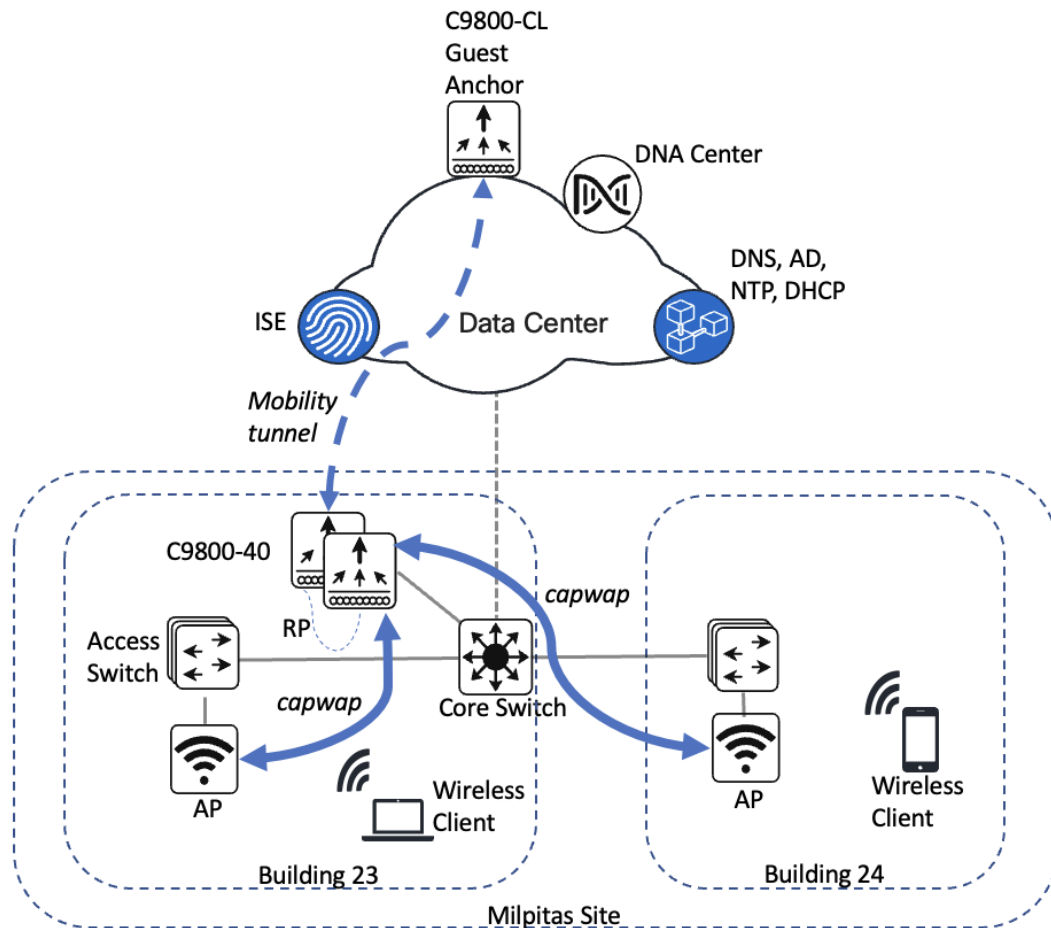 C9800-CL
Guest
Anchor
DNA Center
DNS, AD,
NTP, DHCP
ISE
Data Center
Mobility
tunnel
C9800-40
capwap
RP
Access
Switch
capwap
Core Switch
AP
Wireless
Client
AP
Wireless
Client
Building 23
Building 24
Milpitas Site